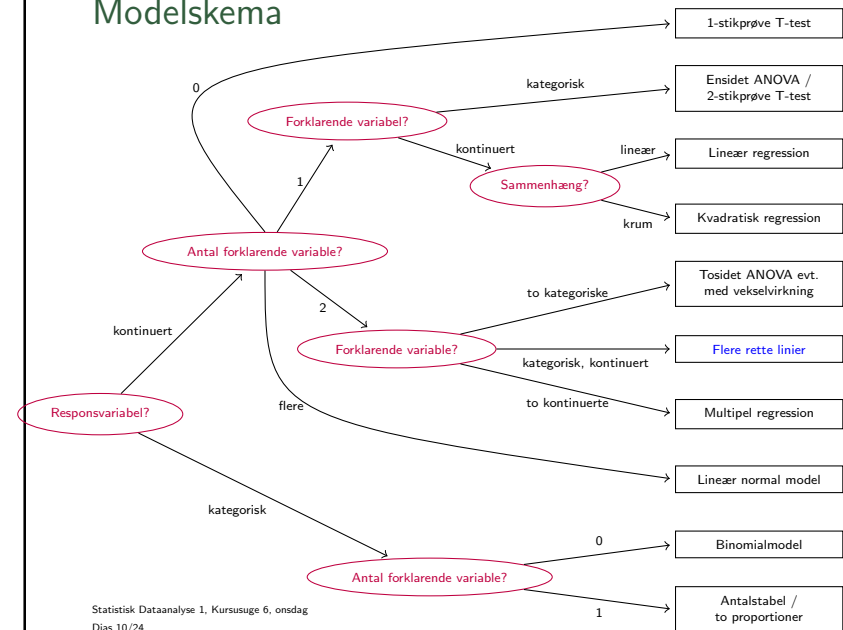 Modelskema
1-stikprøve T-test
0
kategorisk
Ensidet ANOVA /
2-stikprøve T-test
Forklarende variabel?
kontinuert
lineær
Lineær regression
1
Sammenhæng?
krum
Kvadratisk regression
Antal forklarende variable?
Tosidet ANOVA evt.
med vekselvirkning
to kategoriske
2
kontinuert
Forklarende variable?
kategorisk, kontinuert
Flere rette linier
to kontinuerte
Multipel regression
flere
Responsvariabel?
Lineær normal model
kategorisk
0
Binomialmodel
Antal forklarende variable?
1
Antalstabel /
to proportioner
Statistisk Dataanalyse 1, Kursusuge 6, onsdag
Dias 10/24